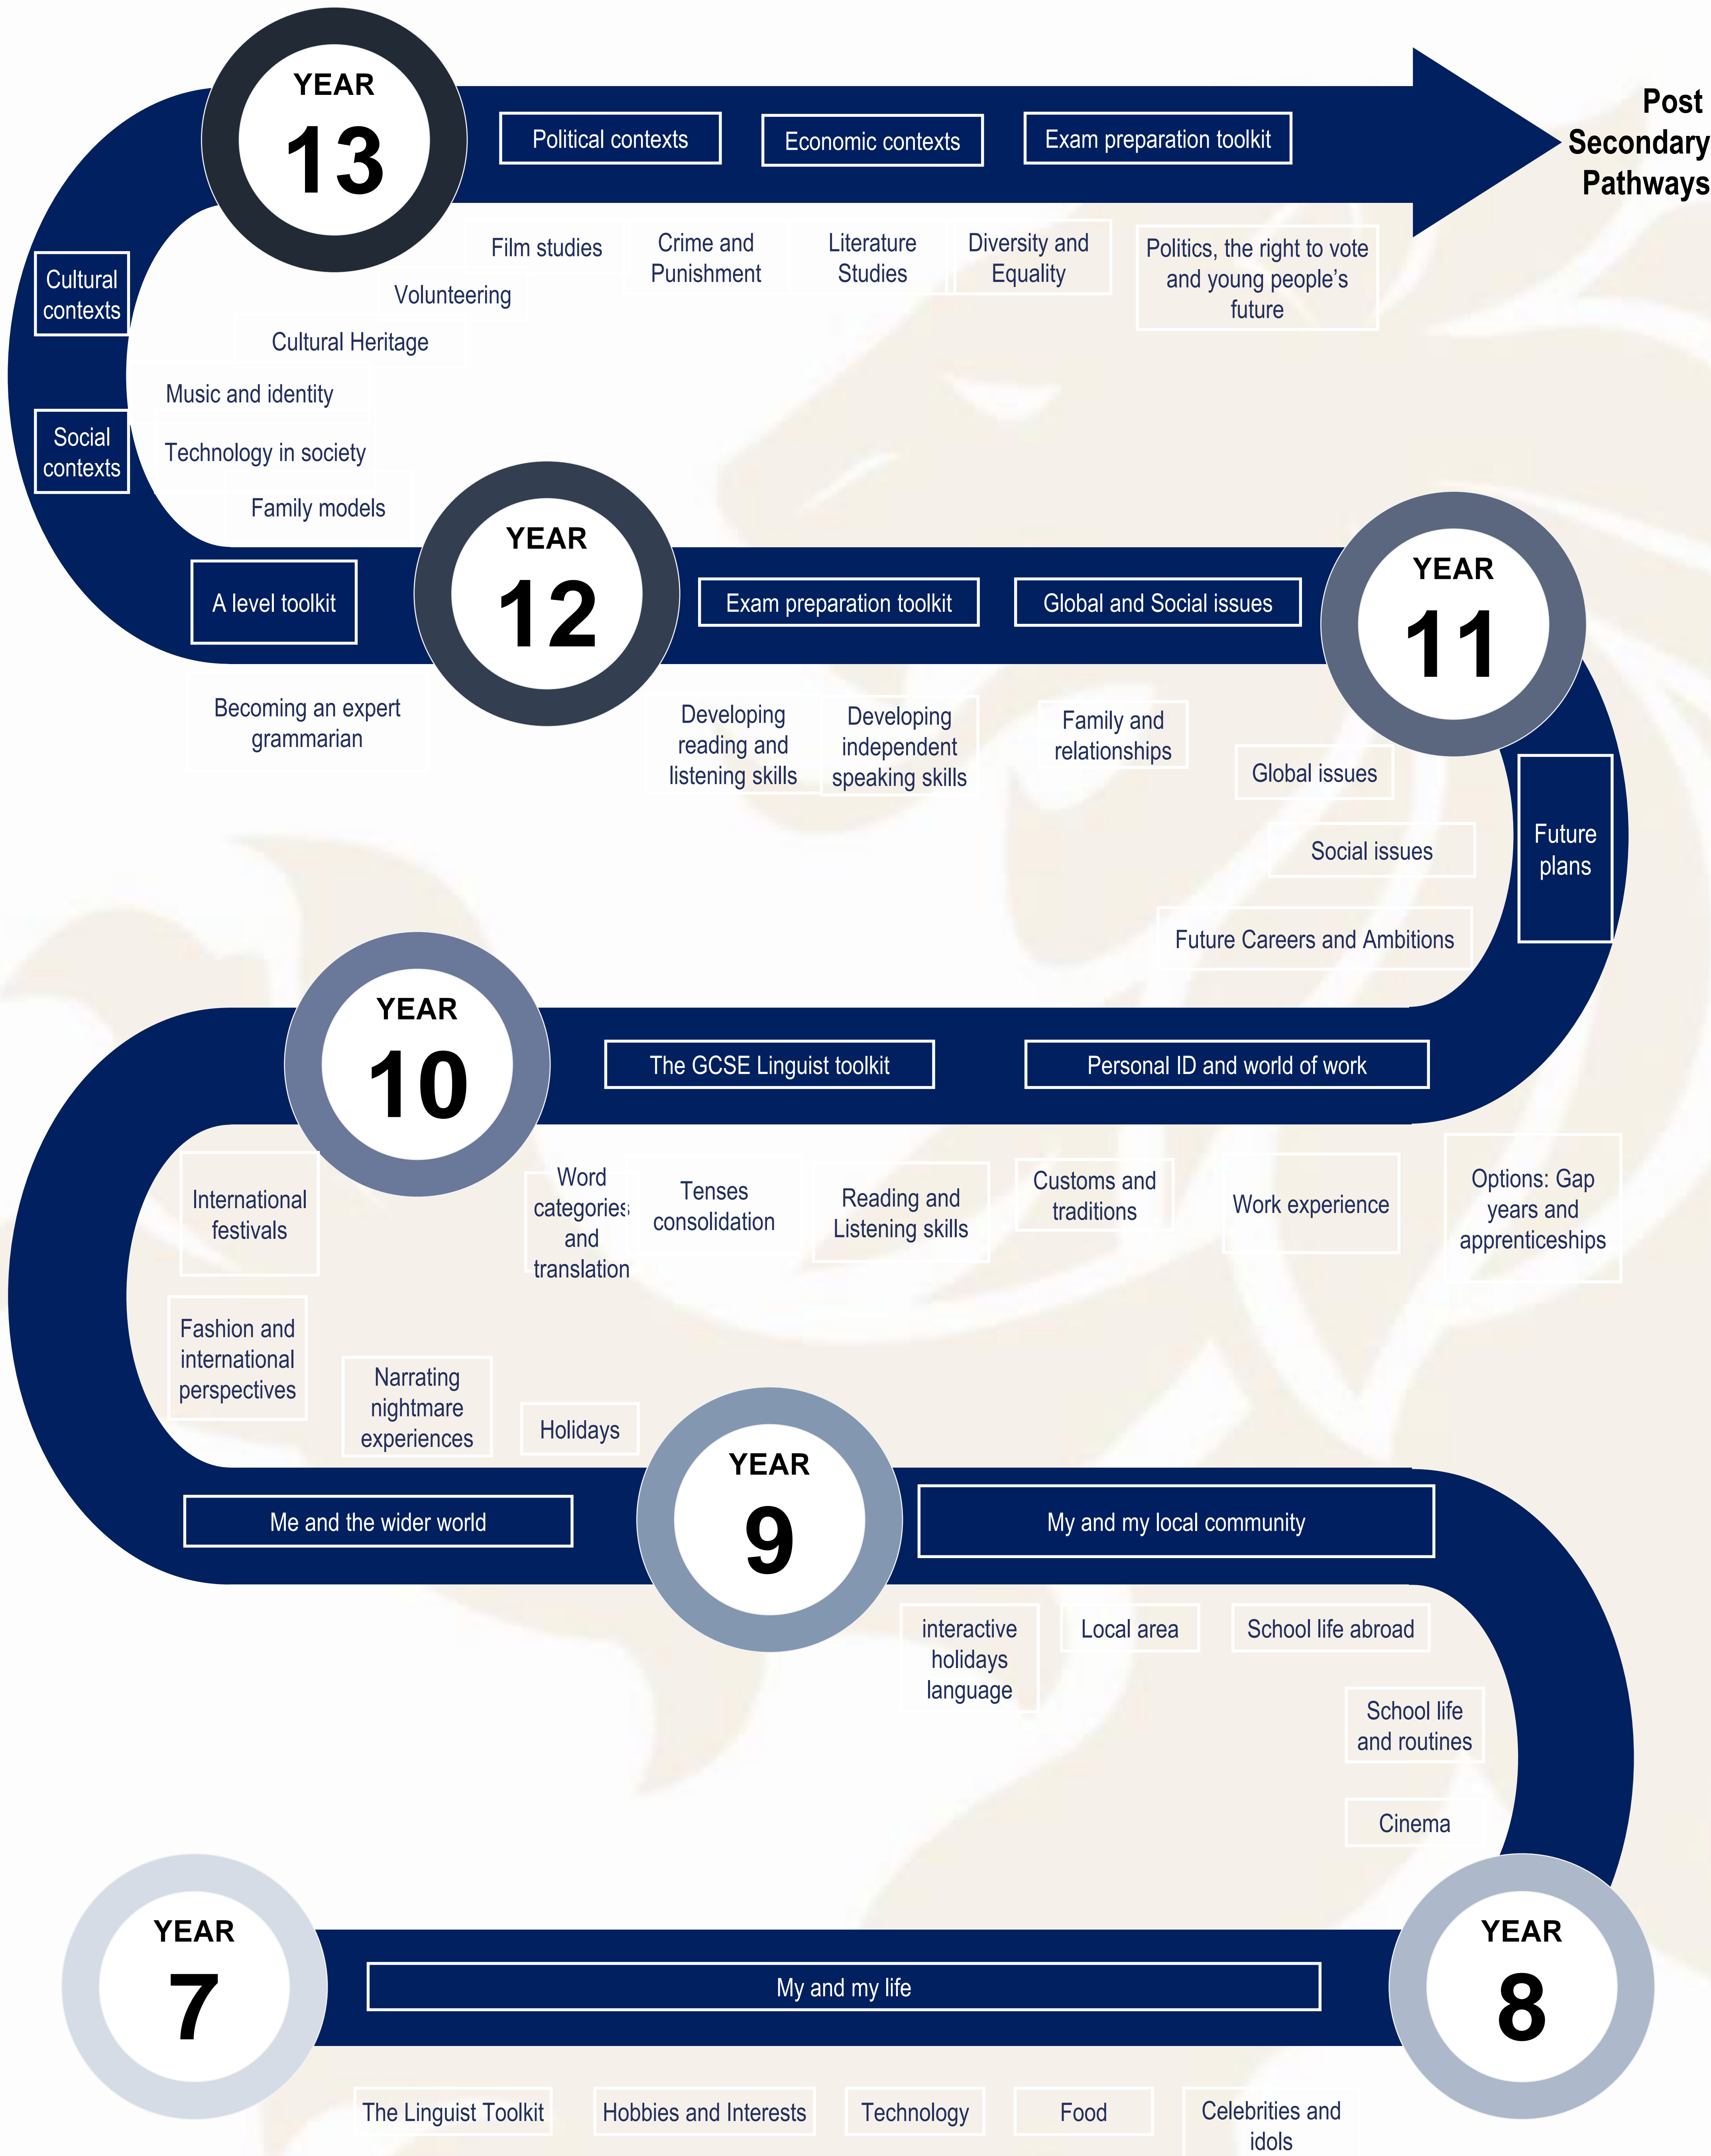 YEAR
13
Political contexts
Economic contexts
Exam preparation toolkit
Post
Secondary
Pathways
Film studies
Crime and
Punishment
Literature
Studies
Diversity and
Equality
Politics, the right to vote
and young people’s
future
Volunteering
Cultural Heritage
Cultural
contexts
Music and identity
Social
contexts
Technology in society
Family models
A level toolkit
YEAR
12
Exam preparation toolkit
Global and Social issues
YEAR
11
Becoming an expert
grammarian
Developing
reading and
listening skills
Developing
independent
speaking skills
Family and
relationships
Global issues
Social issues
Future
plans
Future Careers and Ambitions
YEAR
10
The GCSE Linguist toolkit
Personal ID and world of work
International
festivals
Word
categories
and
translation
Tenses
consolidation
Reading and
Listening skills
Customs and
traditions
Work experience
Options: Gap
years and
apprenticeships
Fashion and
international
perspectives
Narrating
nightmare
experiences
Holidays
Me and the wider world
YEAR
9
My and my local community
interactive
holidays
language
Local area
School life abroad
School life
and routines
Cinema
YEAR
7
My and my life
YEAR
8
The Linguist Toolkit
Hobbies and Interests
Technology
Food
Celebrities and
idols